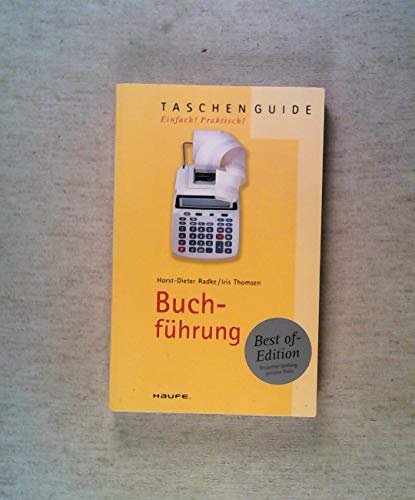 TASCHENGUIDE
Einfach! Praktisch!
Horst-Dieter Radke/Iris Thomsen
Buch-
führung
Best of-
Edition
HAUFE.